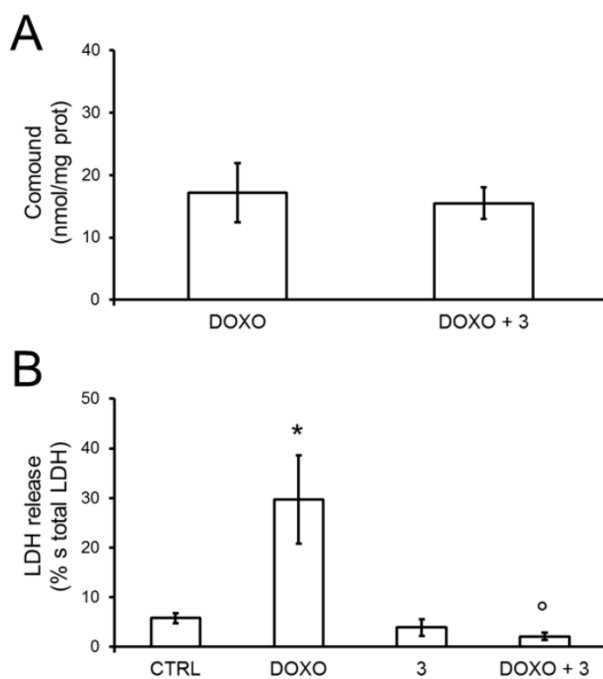 A
Comound
(nmol/mg prot)
40
30
20
10
0
DOXO
DOXO + 3
B
LDH release
(% s total LDH)
50
40
30
20
10
0
*
°
CTRL
DOXO
3
DOXO + 3